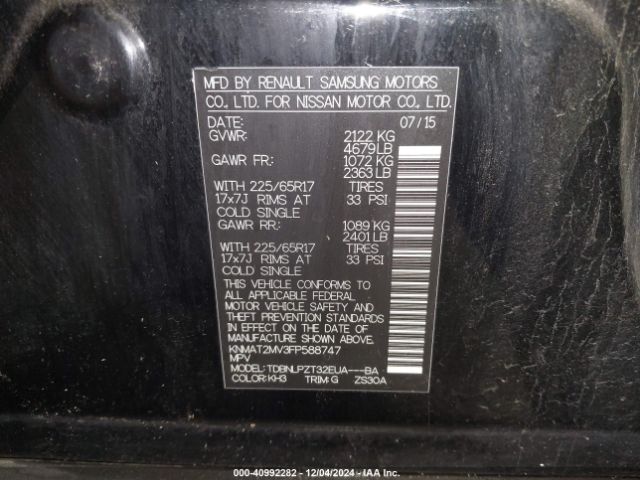 MFD BY RENAULT SAMSUNG MOTORS
CO., LTD. FOR NISSAN MOTOR CO., LTD.
DATE: 07/15
GVWR: 2122 KG
4679 LB
GAWR FR: 1072 KG
2363 LB
WITH 225/65R17 TIRES
17x7J RIMS AT 33 PSI
COLD SINGLE
GAWR RR: 1089 KG
2401 LB
WITH 225/65R17 TIRES
17x7J RIMS AT 33 PSI
COLD SINGLE
THIS VEHICLE CONFORMS TO
ALL APPLICABLE FEDERAL
MOTOR VEHICLE SAFETY AND
THEFT PREVENTION STANDARDS
IN EFFECT ON THE DATE OF
MANUFACTURE SHOWN ABOVE.
KNMAT2MV3FP588747
MPV
MODEL: TDBNLPZT32EUA---BA
COLOR: KH3 TRIM: G ZS30A
000-40992282 - 12/04/2024 - IAA Inc.